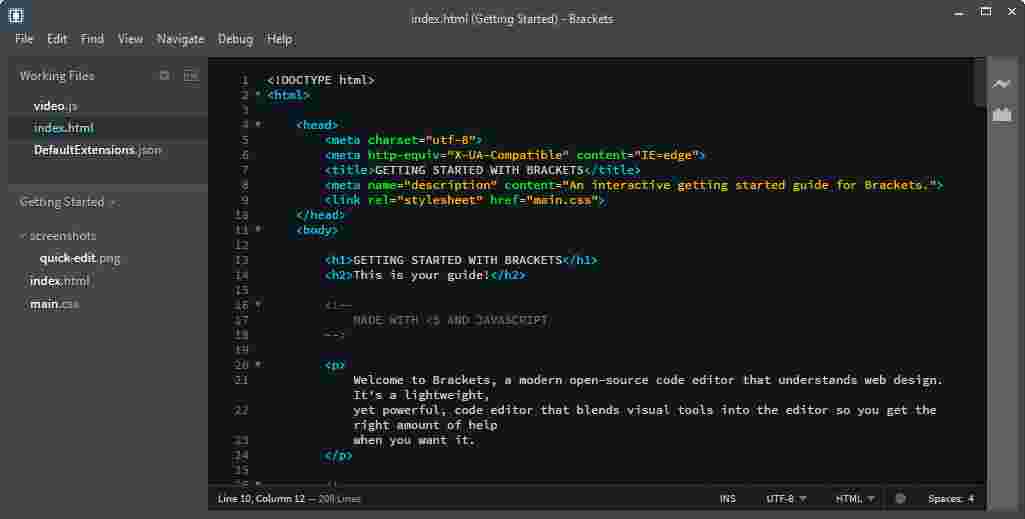 index.html (Getting Started) - Brackets
File Edit Find View Navigate Debug Help
Working Files
video.js
index.html
DefaultExtensions.json
Getting Started
screenshots
quick-edit.png
index.html
main.css
1 <!DOCTYPE html>
2 <html>
3
4 <head>
5 <meta charset="utf-8">
6 <meta http-equiv="X-UA-Compatible" content="IE=edge">
7 <title>GETTING STARTED WITH BRACKETS</title>
8 <meta name="description" content="An interactive getting started guide for Brackets.">
9 <link rel="stylesheet" href="main.css">
10 </head>
11 <body>
12
13 <h1>GETTING STARTED WITH BRACKETS</h1>
14 <h2>This is your guide!</h2>
15
16 <!--
17 MADE WITH <3 AND JAVASCRIPT
18 -->
19
20 <p>
21 Welcome to Brackets, a modern open-source code editor that understands web design.
It's a lightweight,
22 yet powerful, code editor that blends visual tools into the editor so you get the
right amount of help
23 when you want it.
24 </p>
25
Line 10, Column 12 — 209 Lines
INS UTF-8 HTML Spaces: 4